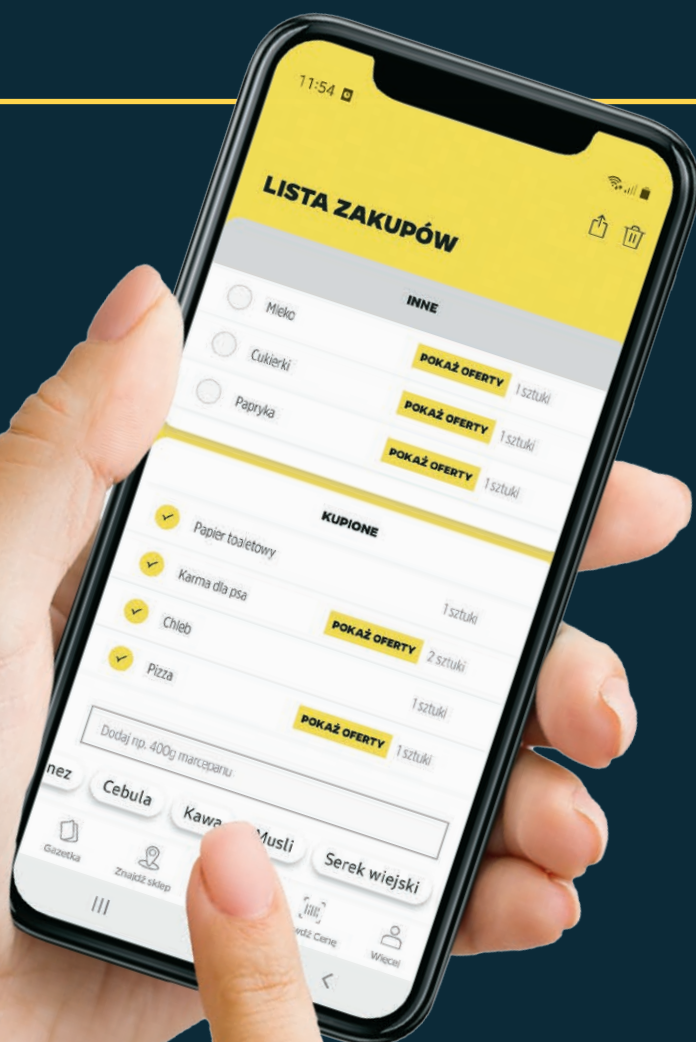 11:54
LISTA ZAKUPÓW
INNE
Mleko
POKAŻ OFERTY 1 sztuki
Cukierki
POKAŻ OFERTY 1 sztuki
Papryka
POKAŻ OFERTY 1 sztuki
KUPIONE
Papier toaletowy
1 sztuki
Karma dla psa
POKAŻ OFERTY 2 sztuki
Chleb
1 sztuki
Pizza
POKAŻ OFERTY 1 sztuki
Dodaj np. 400g marcepanu
nez Cebula Kawa Musli Serek wiejski
Gazetka Znajdź sklep wdź Cenę Więcej